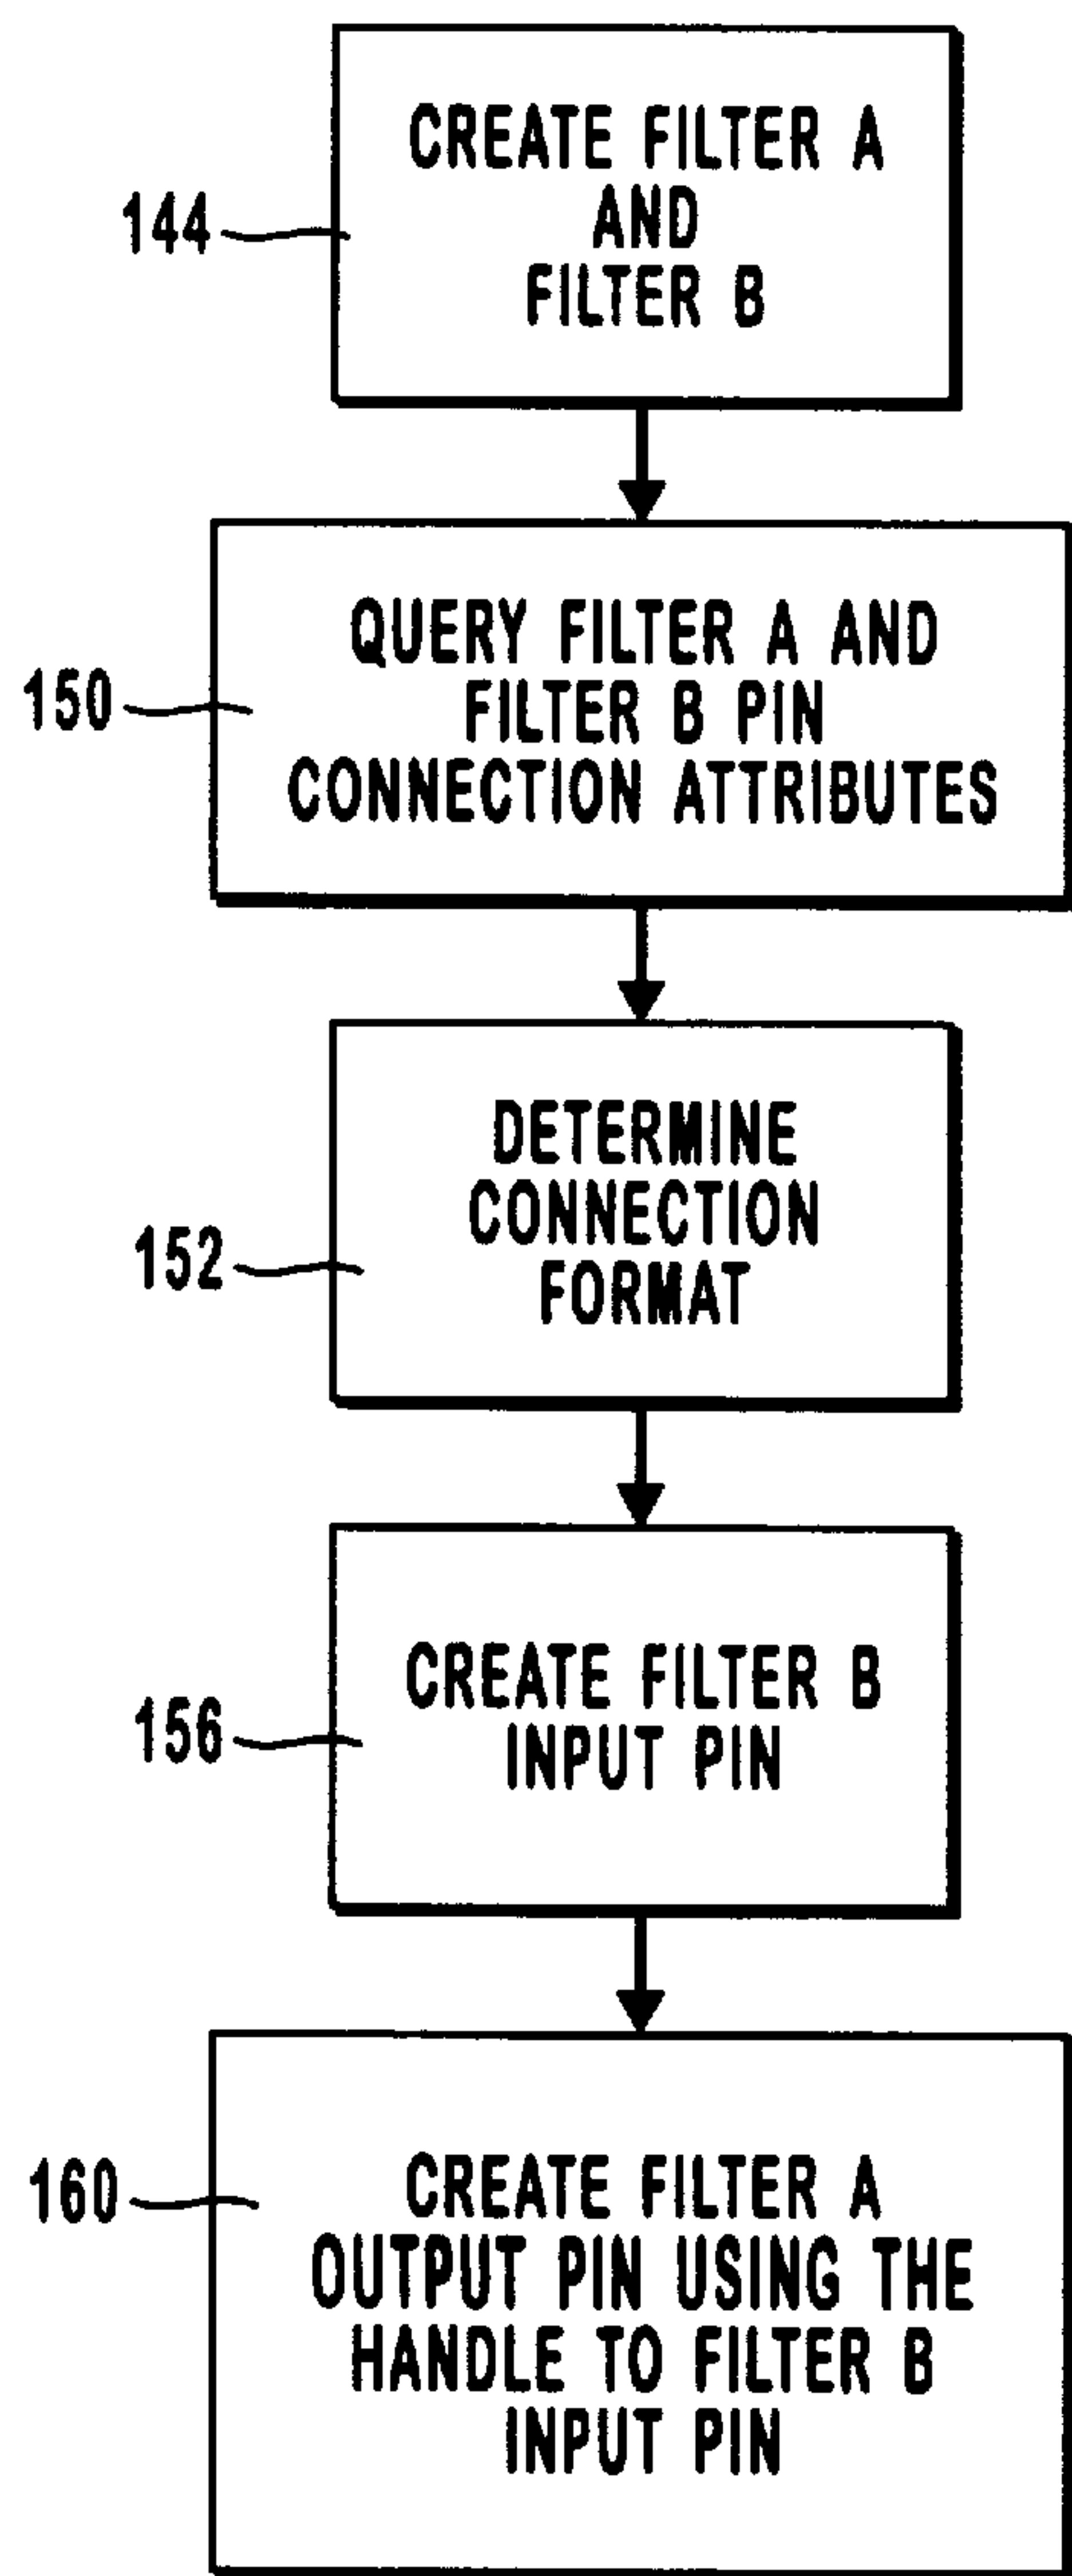 CREATE FILTER A
AND
FILTER B
144
QUERY FILTER A AND
FILTER B PIN
CONNECTION ATTRIBUTES
150
DETERMINE
CONNECTION
FORMAT
152
CREATE FILTER B
INPUT PIN
156
CREATE FILTER A
OUTPUT PIN USING THE
HANDLE TO FILTER B
INPUT PIN
160